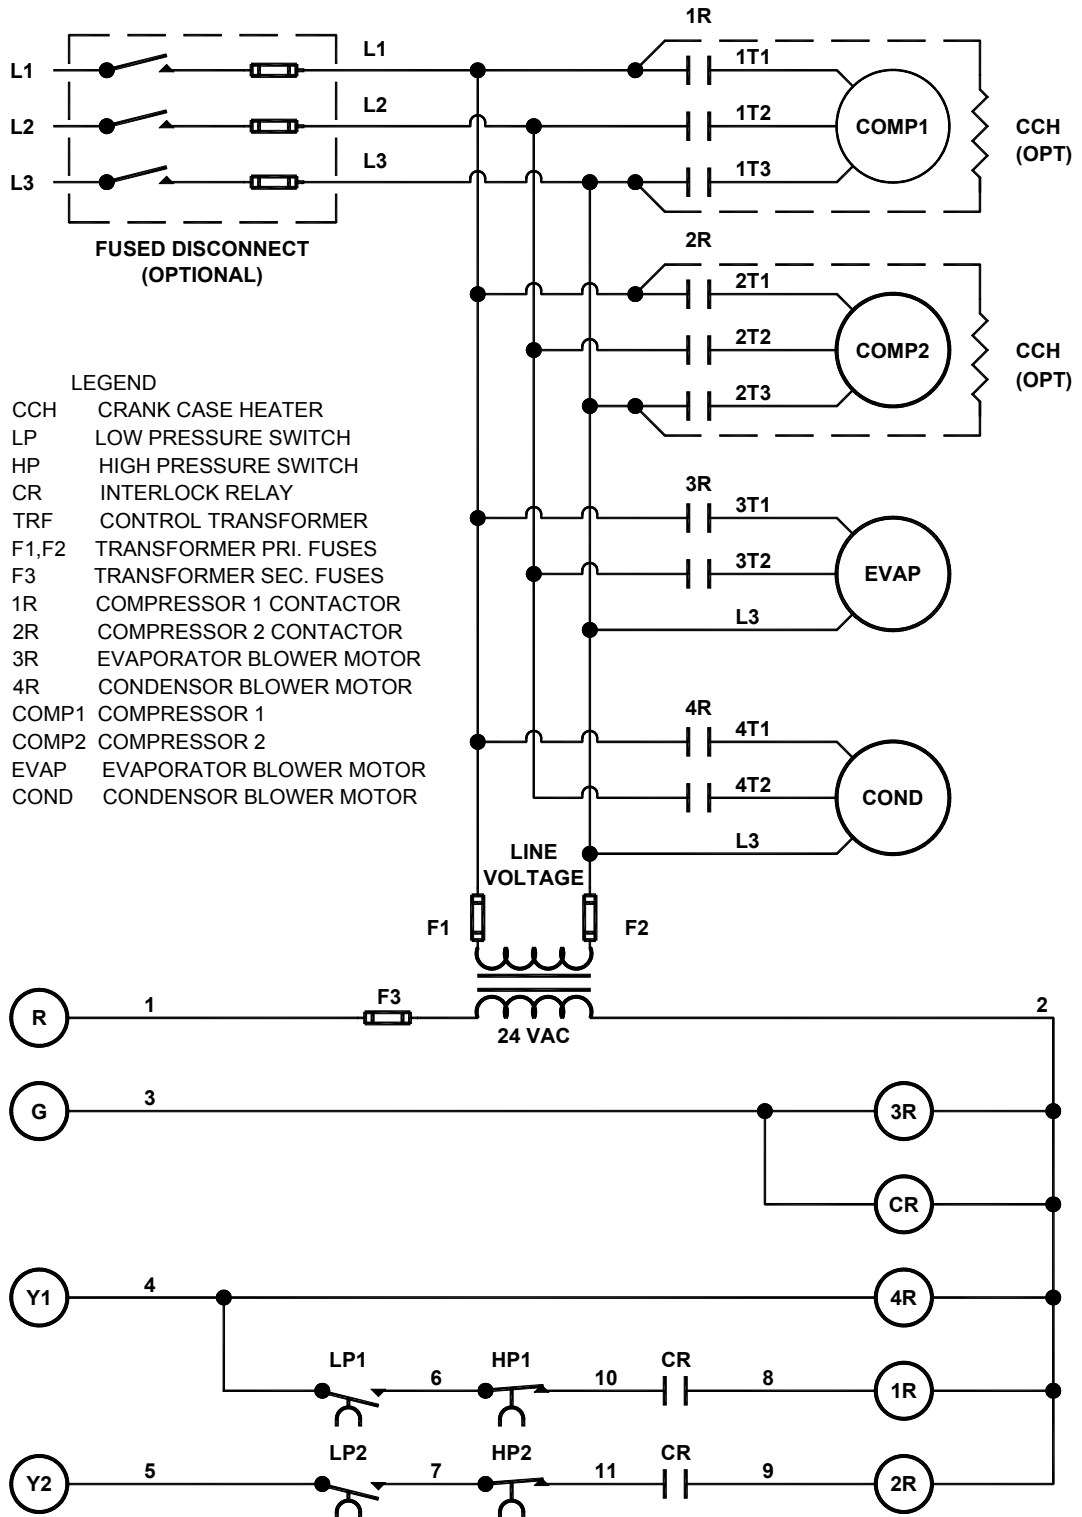 1R
L1
L1
1T1
L2
L2
1T2
COMP1
CCH
(OPT)
L3
L3
1T3
FUSED DISCONNECT
(OPTIONAL)
2R
2T1
2T2
COMP2
CCH
(OPT)
2T3
LEGEND
CCH CRANK CASE HEATER
LP LOW PRESSURE SWITCH
HP HIGH PRESSURE SWITCH
CR INTERLOCK RELAY
TRF CONTROL TRANSFORMER
F1,F2 TRANSFORMER PRI. FUSES
F3 TRANSFORMER SEC. FUSES
1R COMPRESSOR 1 CONTACTOR
2R COMPRESSOR 2 CONTACTOR
3R EVAPORATOR BLOWER MOTOR
4R CONDENSOR BLOWER MOTOR
COMP1 COMPRESSOR 1
COMP2 COMPRESSOR 2
EVAP EVAPORATOR BLOWER MOTOR
COND CONDENSOR BLOWER MOTOR
3R
3T1
3T2
EVAP
L3
4R
4T1
4T2
COND
L3
LINE
VOLTAGE
F1
F2
R
1
F3
24 VAC
2
G
3
3R
CR
Y1
4
4R
LP1
6
HP1
10
CR
8
1R
Y2
5
LP2
7
HP2
11
CR
9
2R